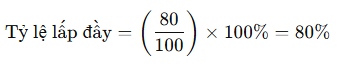 Tỷ lệ lấp đầy = (80/100) × 100% = 80%